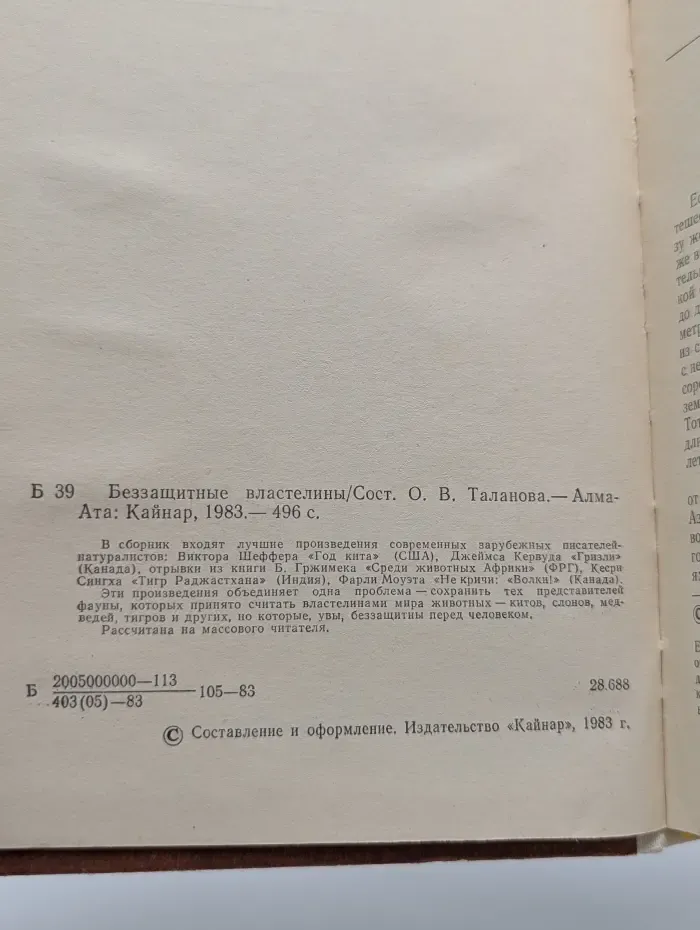 Б 39 Беззащитные властелины/Сост. О. В. Таланова.— Алма-
Ата: Кайнар, 1983.— 496 с.
В сборник входят лучшие произведения современных зарубежных писателей-
натуралистов: Виктора Шеффера «Год кита» (США), Джеймса Кервуда «Гризли»
(Канада), отрывки из книги Б. Гржимека «Среди животных Африки» (ФРГ), Кесри
Сингха «Тигр Раджастхана» (Индия), Фарли Моуэта «Не кричи: «Волки!» (Канада).
Эти произведения объединяет одна проблема — сохранить тех представителей
фауны, которых принято считать властелинами мира животных — китов, слонов, мед-
ведей, тигров и других, но которые, увы, беззащитны перед человеком.
Рассчитана на массового читателя.
Б 2005000000—113
403(05)—83
—105—83
28.688
© Составление и оформление. Издательство «Кайнар», 1983 г.